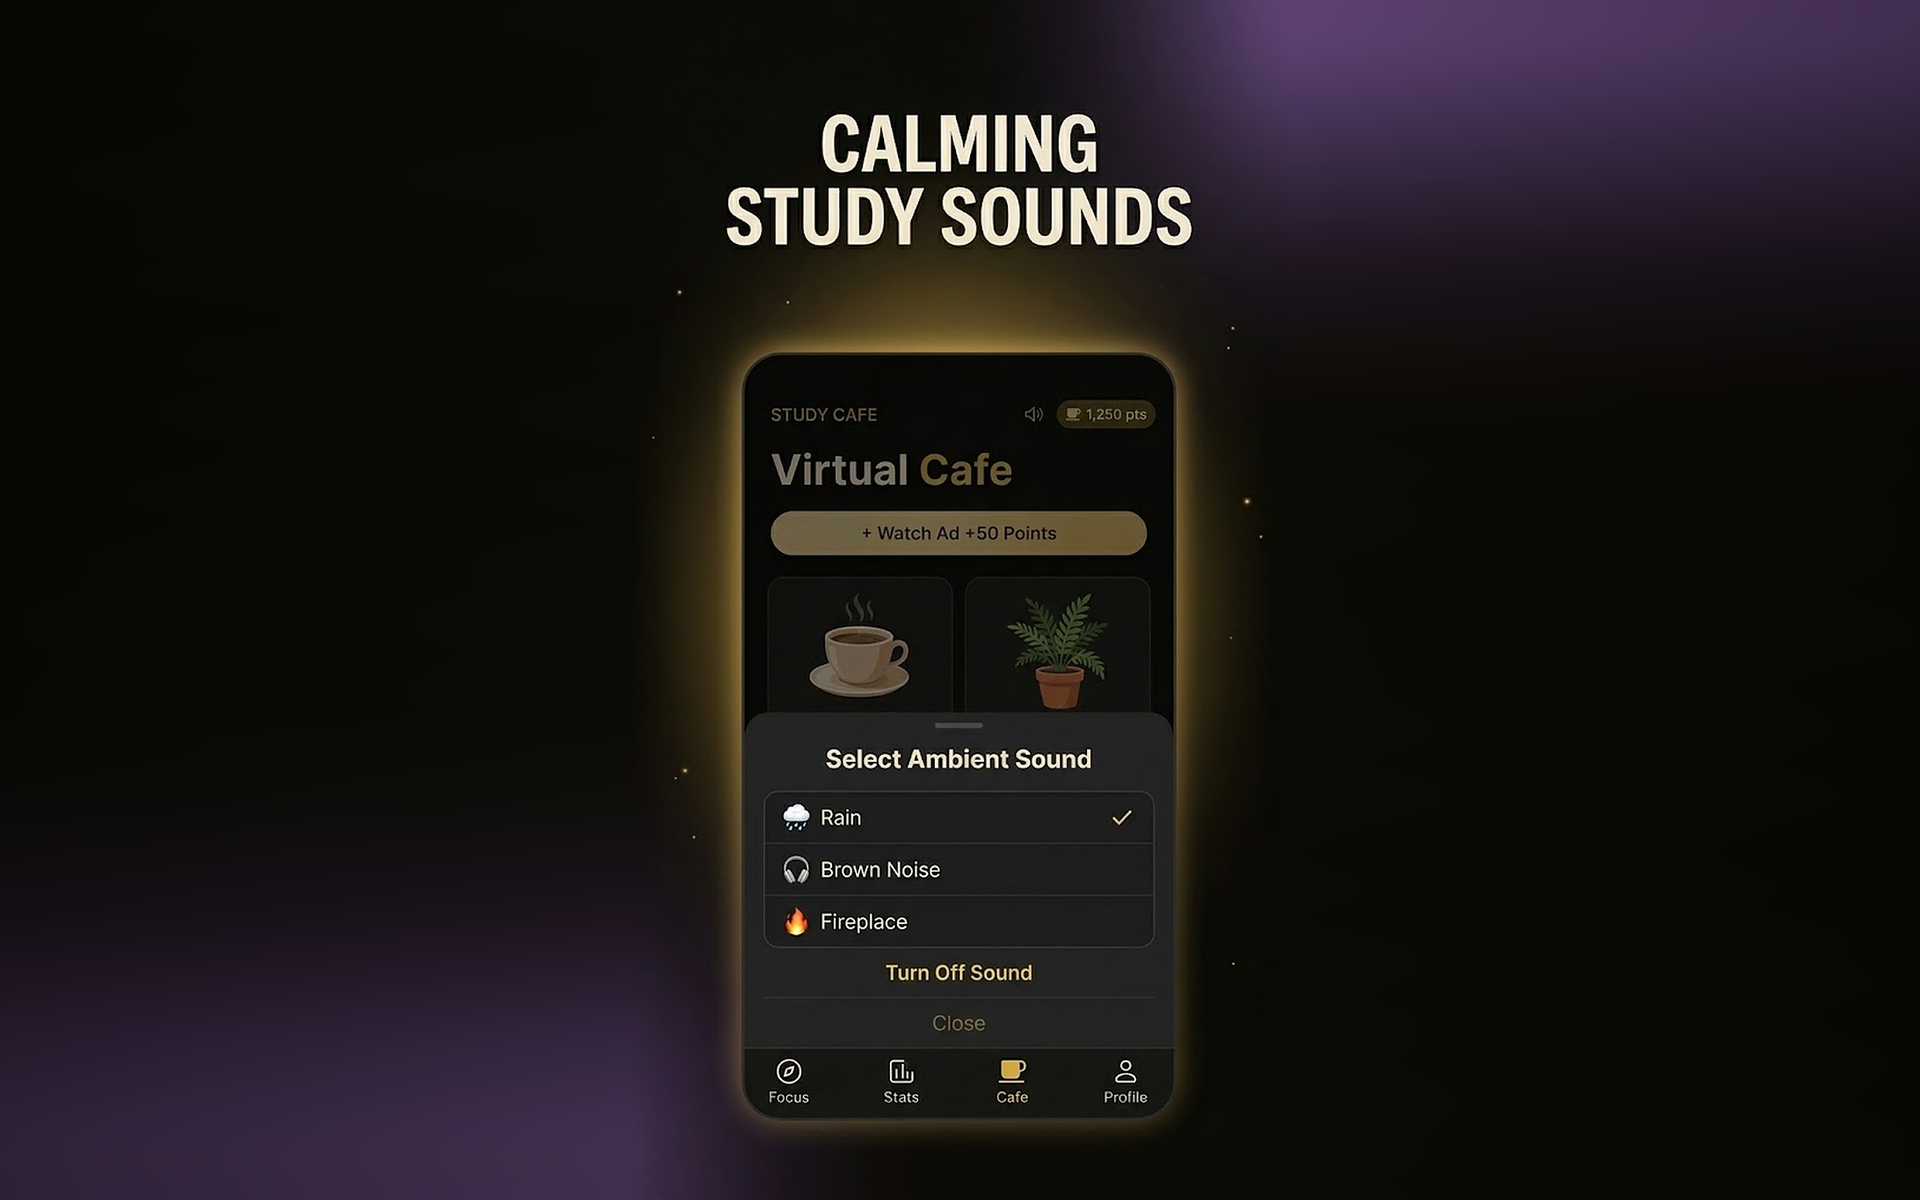 CALMING
STUDY SOUNDS
STUDY CAFE
1,250 pts
Virtual Cafe
+ Watch Ad +50 Points
Select Ambient Sound
Rain
Brown Noise
Fireplace
Turn Off Sound
Close
Focus
Stats
Cafe
Profile